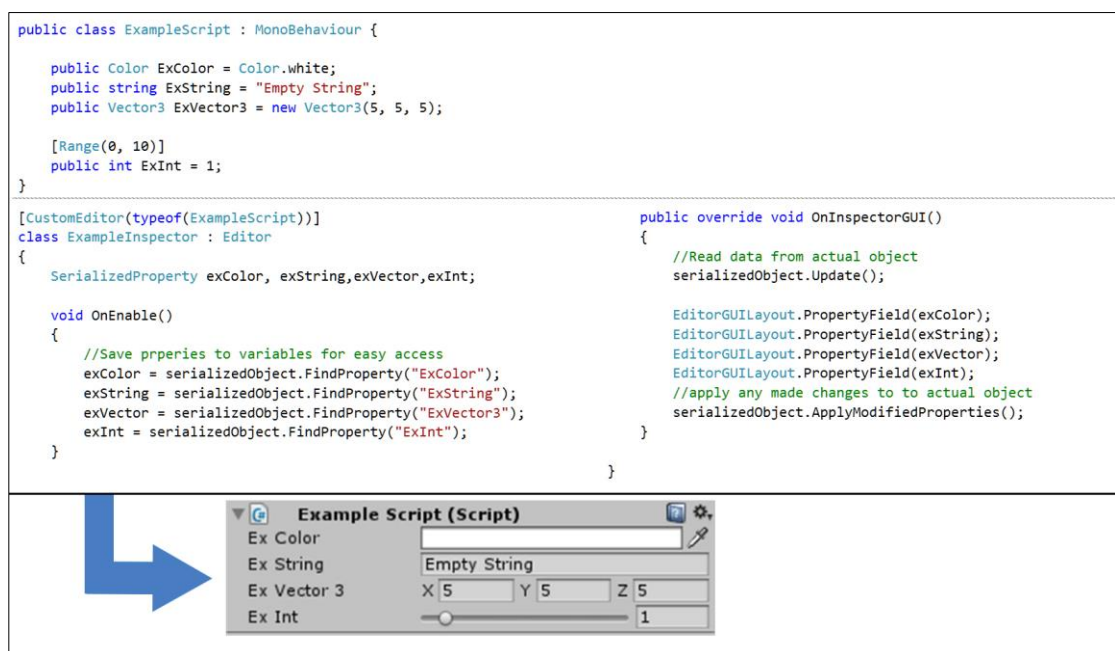 public class ExampleScript : MonoBehaviour {
public Color ExColor = Color.white;
public string ExString = "Empty String";
public Vector3 ExVector3 = new Vector3(5, 5, 5);
[Range(0, 10)]
public int ExInt = 1;
}
[CustomEditor(typeof(ExampleScript))]
class ExampleInspector : Editor
{
SerializedProperty exColor, exString,exVector,exInt;
void OnEnable()
{
//Save prperies to variables for easy access
exColor = serializedObject.FindProperty("ExColor");
exString = serializedObject.FindProperty("ExString");
exVector = serializedObject.FindProperty("ExVector3");
exInt = serializedObject.FindProperty("ExInt");
}
public override void OnInspectorGUI()
{
//Read data from actual object
serializedObject.Update();
EditorGUILayout.PropertyField(exColor);
EditorGUILayout.PropertyField(exString);
EditorGUILayout.PropertyField(exVector);
EditorGUILayout.PropertyField(exInt);
//apply any made changes to to actual object
serializedObject.ApplyModifiedProperties();
}
}
Example Script (Script)
Ex Color
Ex String Empty String
Ex Vector 3 X 5 Y 5 Z 5
Ex Int 1